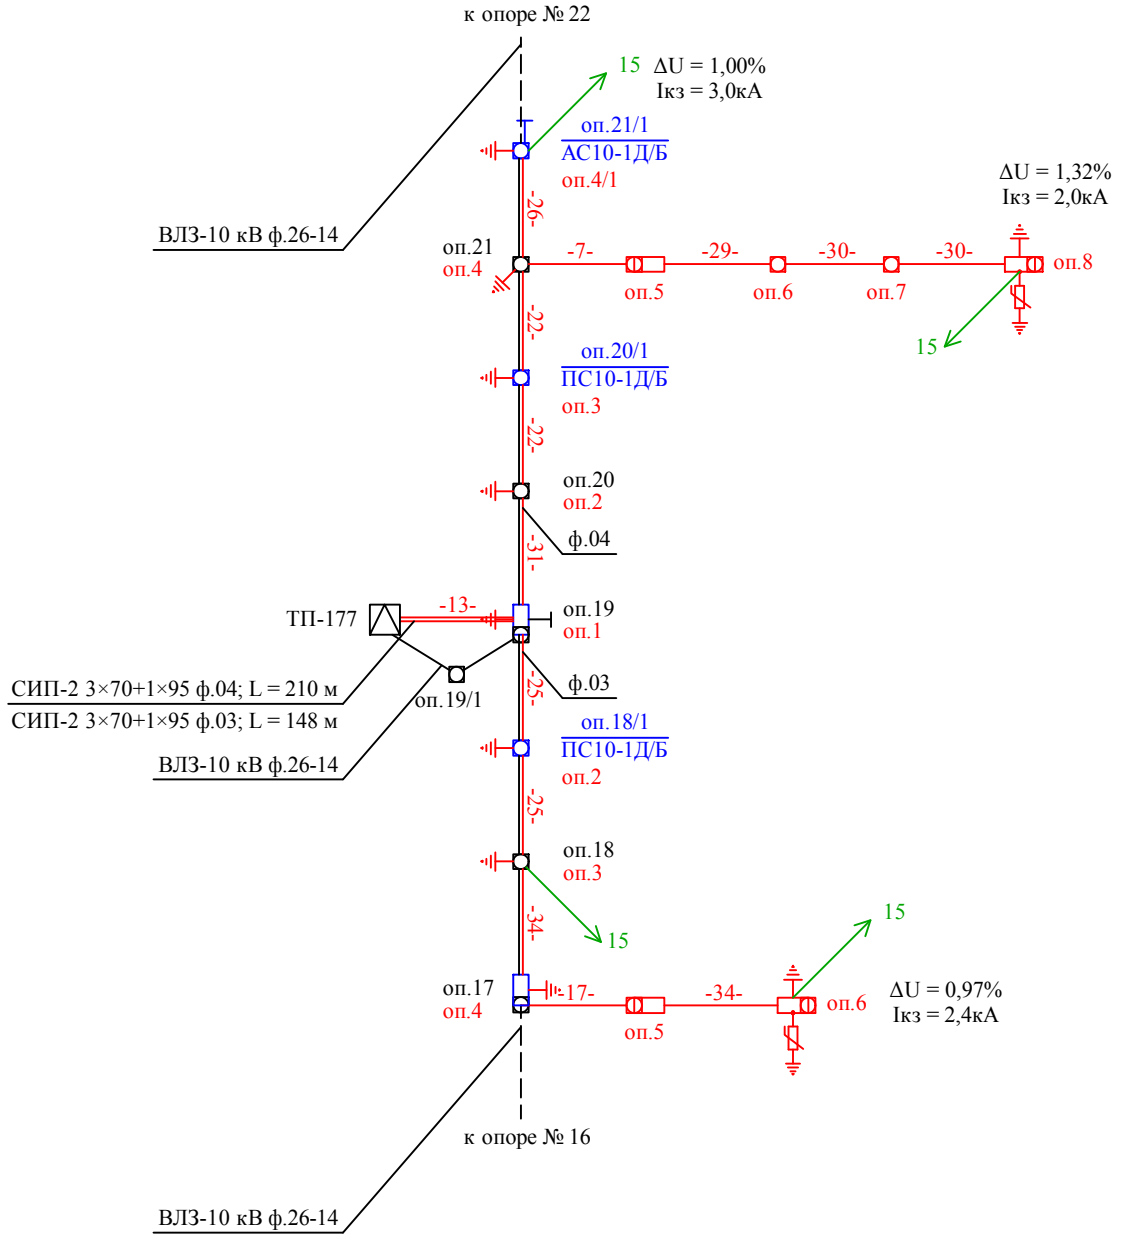 к опоре № 22
15
ΔU = 1,00%
Iкз = 3,0кА
оп.21/1
АС10-1Д/Б
оп.4/1
ΔU = 1,32%
Iкз = 2,0кА
-26-
ВЛЗ-10 кВ ф.26-14
оп.21
оп.4
-7-
-29-
-30-
-30-
оп.8
оп.5
оп.6
оп.7
-22-
15
оп.20/1
ПС10-1Д/Б
оп.3
-22-
оп.20
оп.2
ф.04
-31-
-13-
ТП-177
оп.19
оп.1
СИП-2 3×70+1×95 ф.04; L = 210 м
СИП-2 3×70+1×95 ф.03; L = 148 м
оп.19/1
ф.03
-25-
оп.18/1
ПС10-1Д/Б
оп.2
ВЛЗ-10 кВ ф.26-14
-25-
оп.18
оп.3
15
-34-
15
оп.17
оп.4
-17-
-34-
оп.5
оп.6
ΔU = 0,97%
Iкз = 2,4кА
к опоре № 16
ВЛЗ-10 кВ ф.26-14